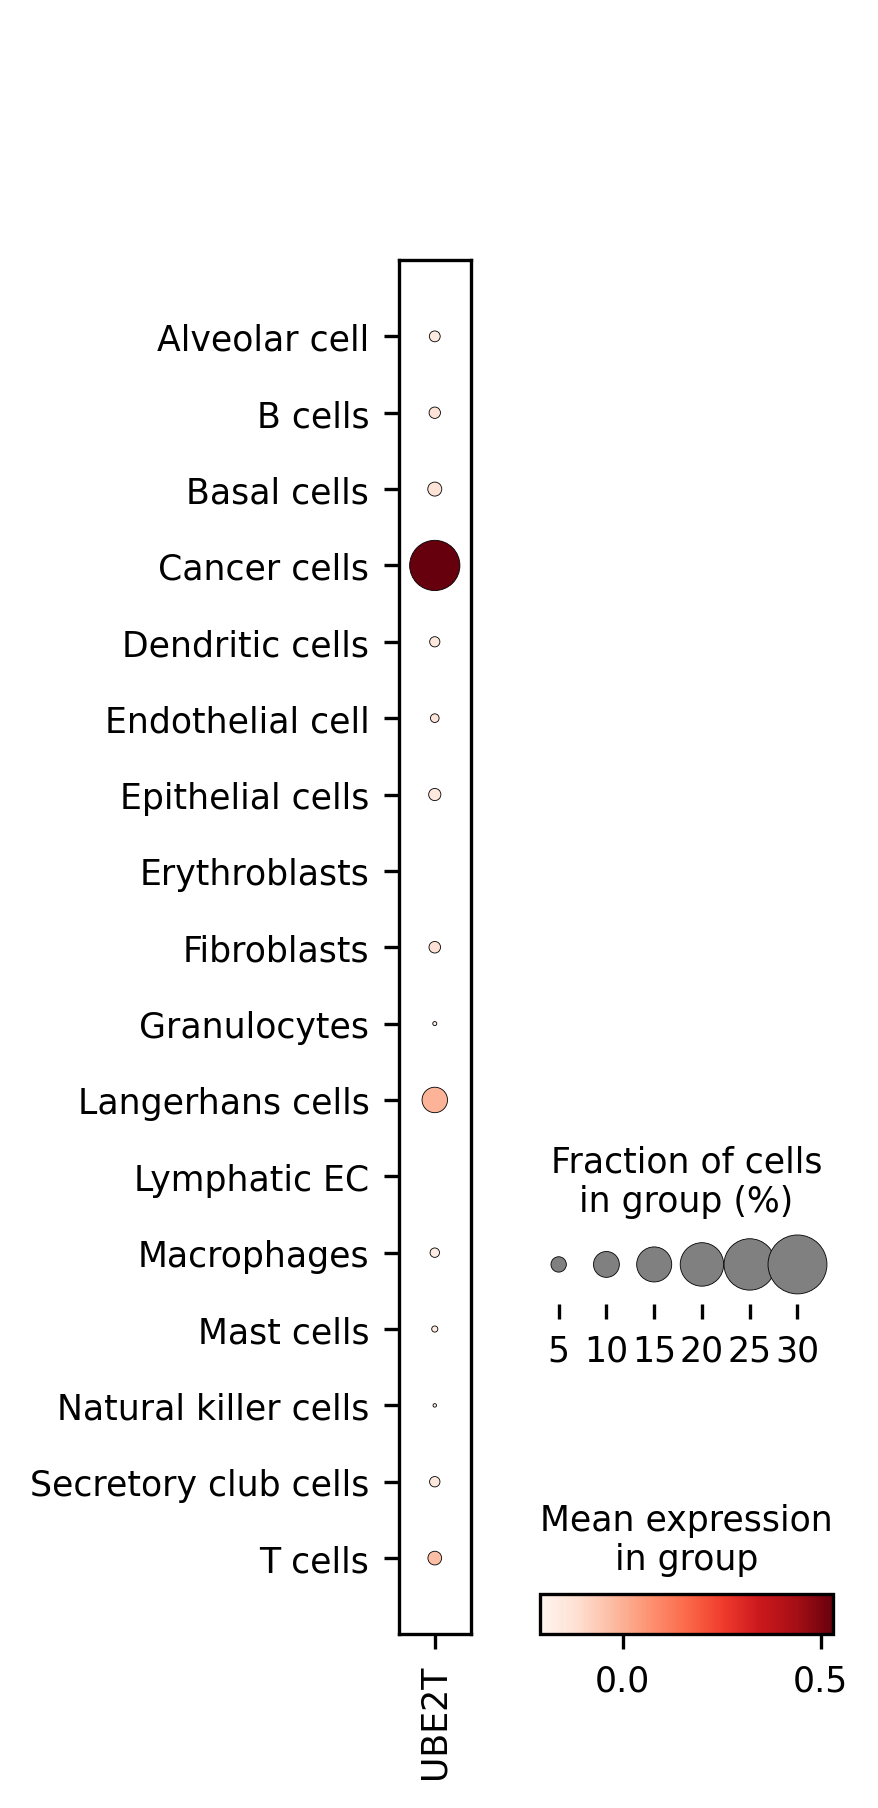 Alveolar cell
B cells
Basal cells
Cancer cells
Dendritic cells
Endothelial cell
Epithelial cells
Erythroblasts
Fibroblasts
Granulocytes
Langerhans cells
Lymphatic EC
Macrophages
Mast cells
Natural killer cells
Secretory club cells
T cells
UBE2T
Fraction of cells
in group (%)
5 10 15 20 25 30
Mean expression
in group
0.0 0.5